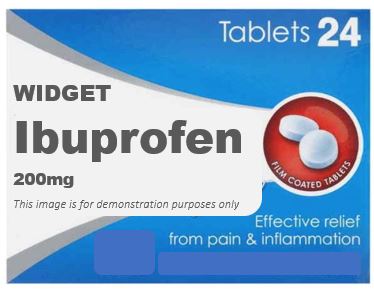 Tablets 24
WIDGET
Ibuprofen
200mg
This image is for demonstration purposes only
FILM COATED TABLETS
Effective relief
from pain & inflammation